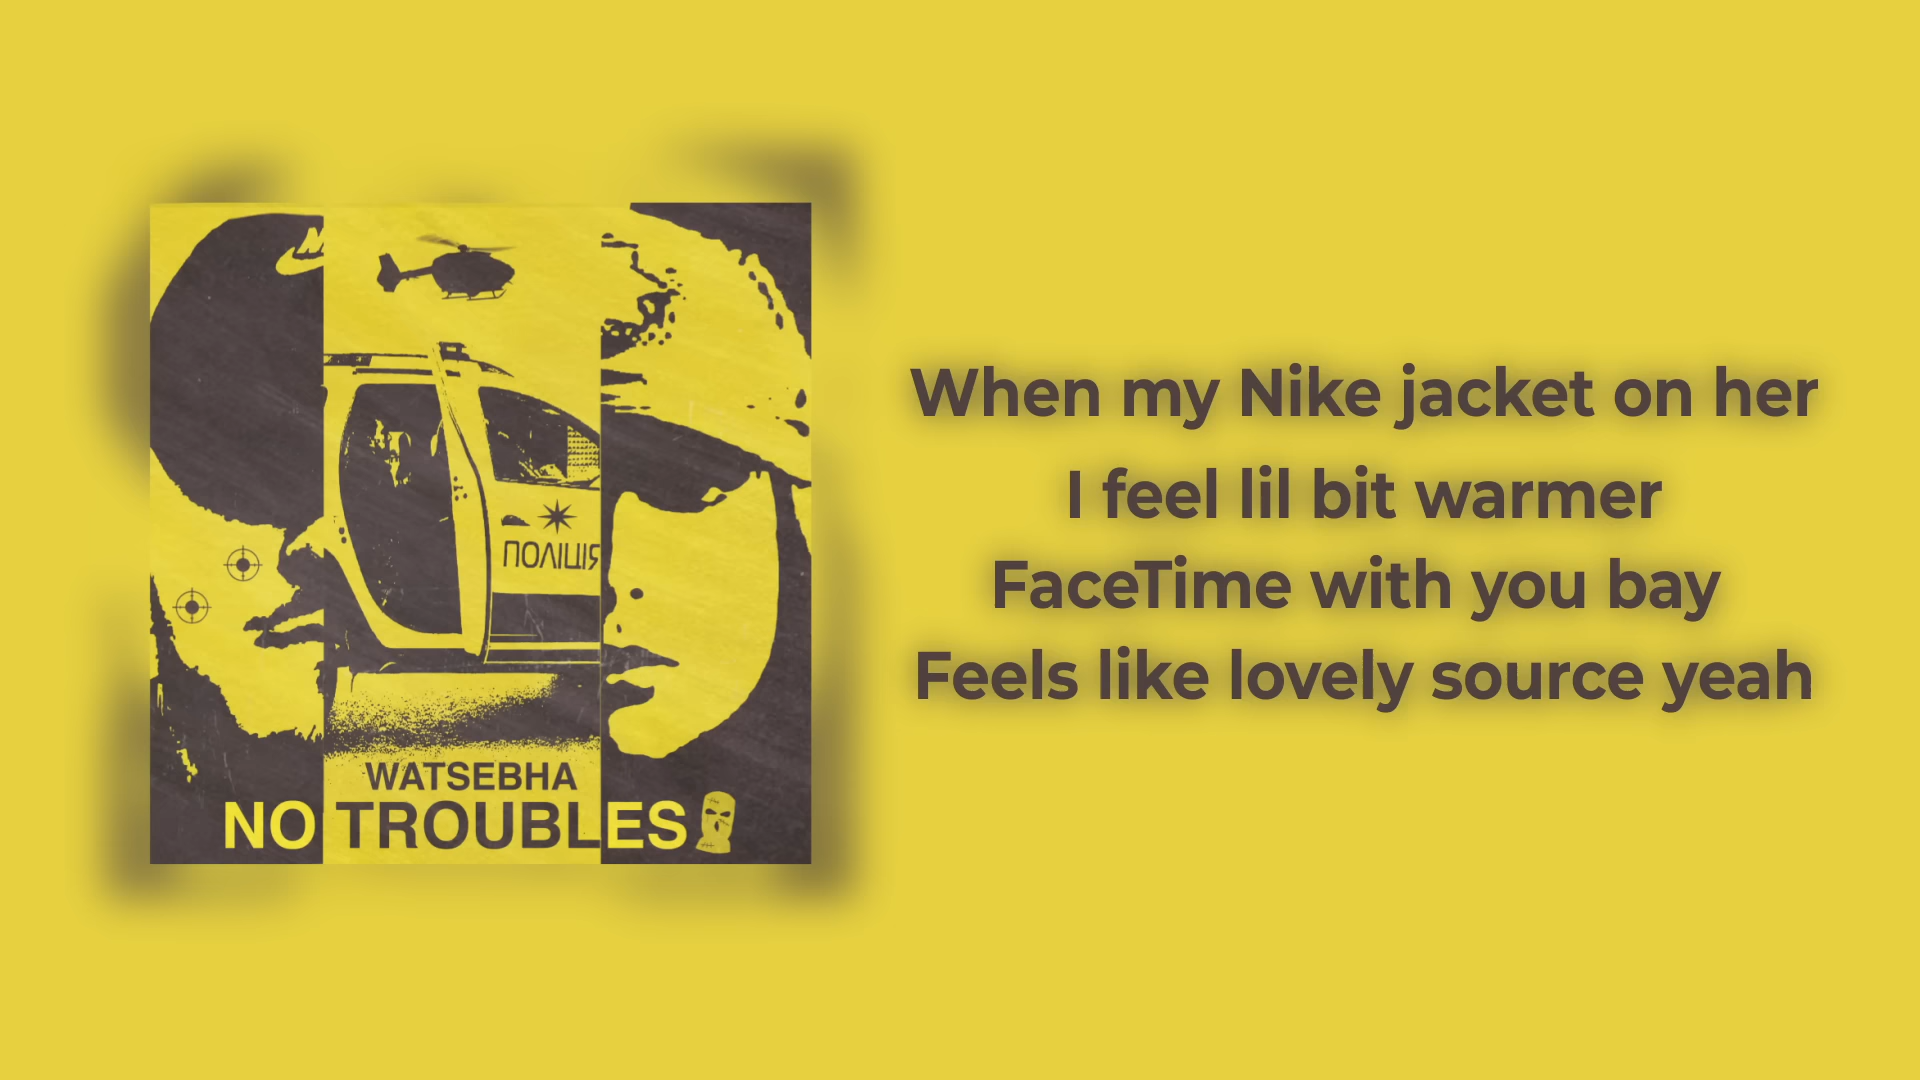 ПОЛІЦІЯ
WATSEBHA
NO TROUBLES
When my Nike jacket on her
I feel lil bit warmer
FaceTime with you bay
Feels like lovely source yeah